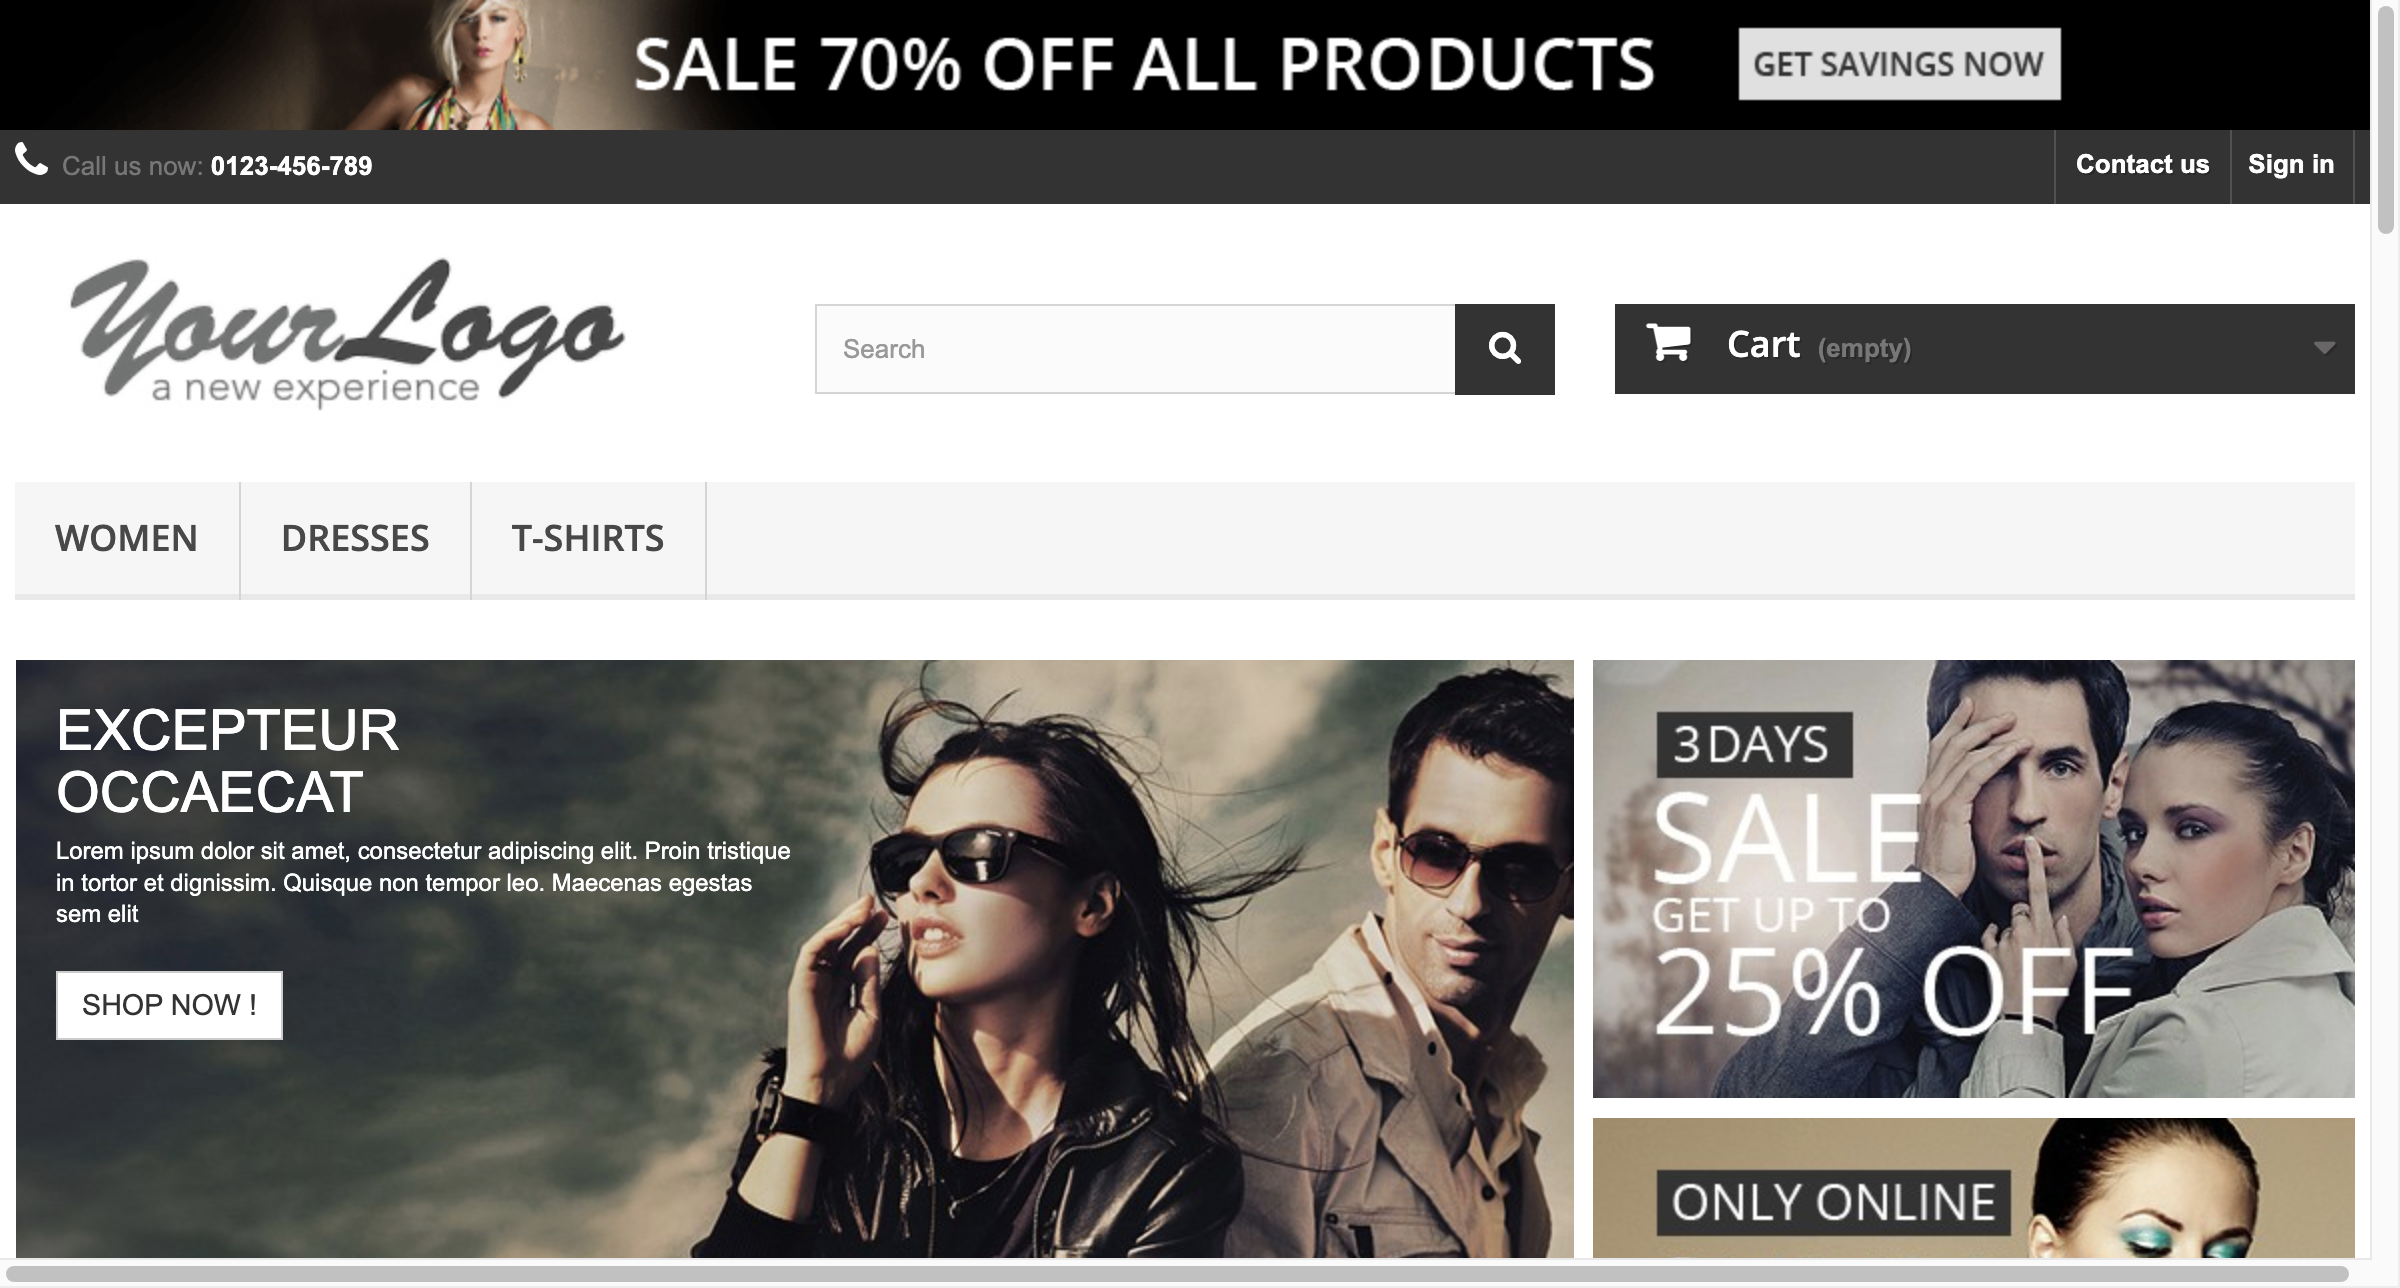 SALE 70% OFF ALL PRODUCTS
GET SAVINGS NOW
Call us now: 0123-456-789
Contact us
Sign in
YourLogo
a new experience
Search
Cart (empty)
WOMEN
DRESSES
T-SHIRTS
EXCEPTEUR
OCCAECAT
Lorem ipsum dolor sit amet, consectetur adipiscing elit. Proin tristique
in tortor et dignissim. Quisque non tempor leo. Maecenas egestas
sem elit
SHOP NOW !
3 DAYS
SALE
GET UP TO
25% OFF
ONLY ONLINE